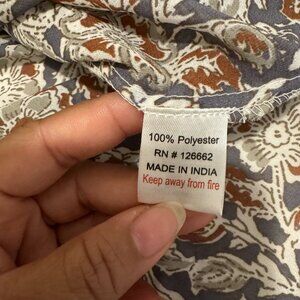 100% Polyester
RN # 126662
MADE IN INDIA
Keep away from fire